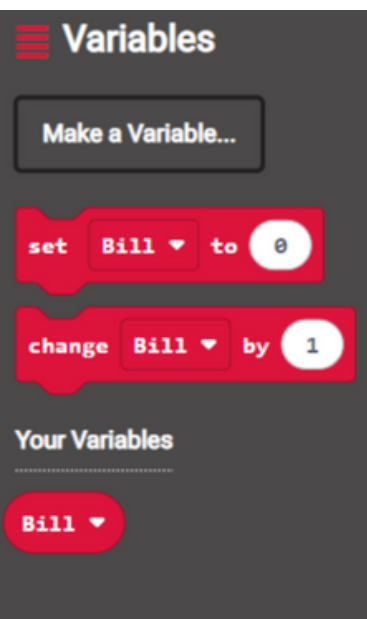 Variables
Make a Variable...
set Bill to 0
change Bill by 1
Your Variables
Bill